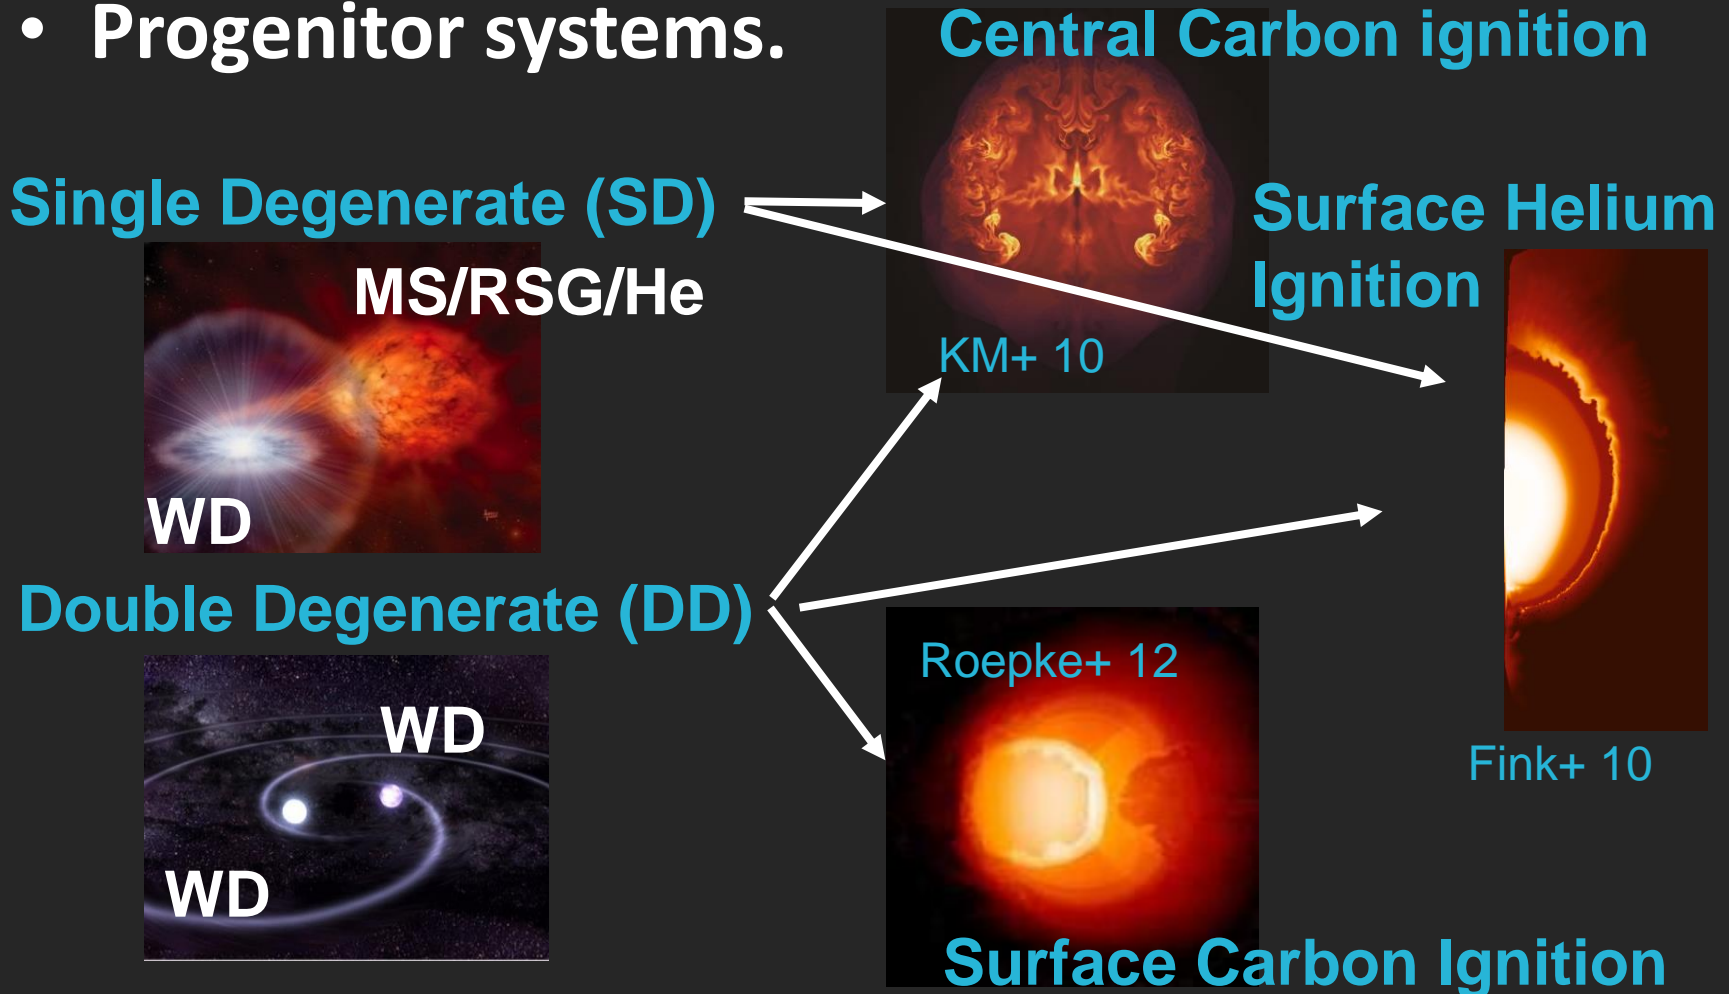 • Progenitor systems.
Central Carbon ignition
Single Degenerate (SD)
Surface Helium
Ignition
MS/RSG/He
KM+ 10
WD
Double Degenerate (DD)
Roepke+ 12
WD
Fink+ 10
WD
Surface Carbon Ignition